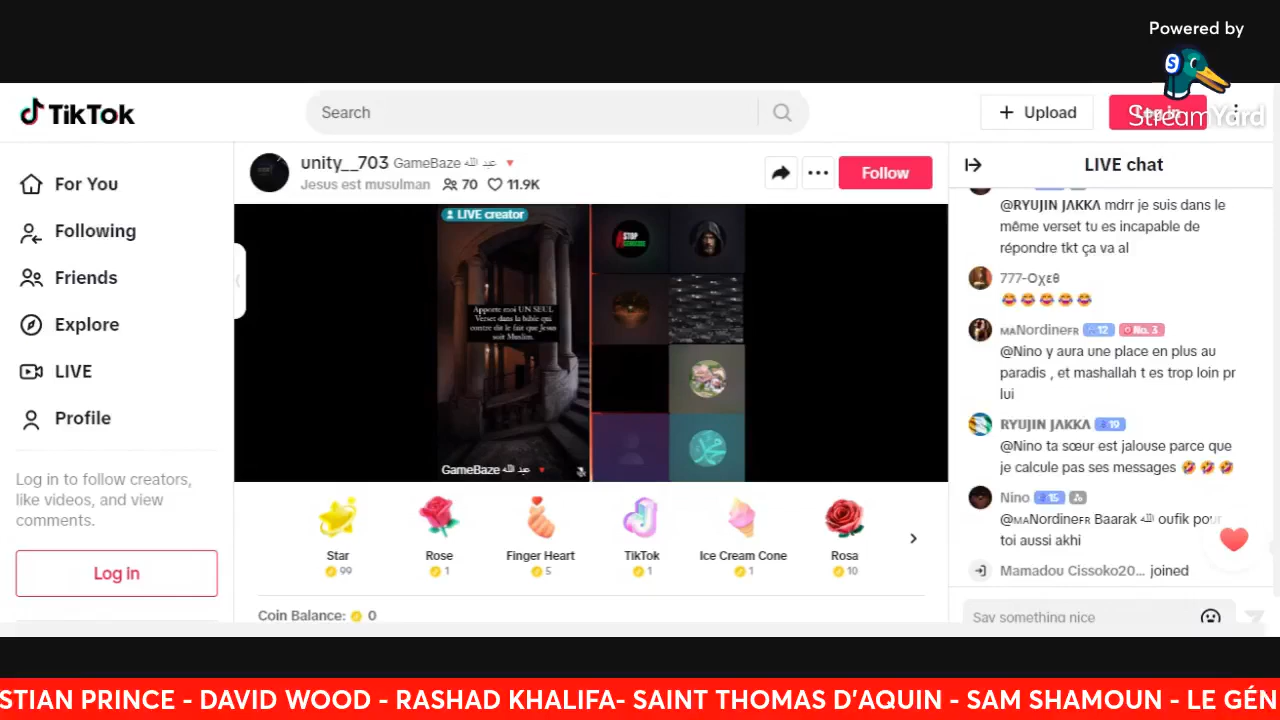 Powered by
StreamYard
TikTok
Search
Upload
Log in
For You
Following
Friends
Explore
LIVE
Profile
Log in to follow creators,
like videos, and view
comments.
Log in
unity__703 GameBaze عبد الله 🔻
Jesus est musulman 70 11.9K
Follow
LIVE creator
Apporte moi UN SEUL
Verset dans la bible qui
contre dit le fait que Jesus
soit Muslim.
STOP
GameBaze عبد الله 🔻
Star
99
Rose
1
Finger Heart
5
TikTok
1
Ice Cream Cone
1
Rosa
10
Coin Balance: 0
LIVE chat
@RYUJIN JΛKKΛ mdrr je suis dans le
même verset tu es incapable de
répondre tkt ça va al
777-Οχεθ
😂😂😂😂😂
ᴍᴀNordineꜰʀ 12 No. 3
@Nino y aura une place en plus au
paradis , et mashallah t es trop loin pr
lui
RYUJIN JΛKKΛ 19
@Nino ta sœur est jalouse parce que
je calcule pas ses messages 🤣🤣🤣
Nino 15
@ᴍᴀNordineꜰʀ Baarak ﷲ oufik pour
toi aussi akhi
Mamadou Cissoko20... joined
Say something nice
STIAN PRINCE - DAVID WOOD - RASHAD KHALIFA- SAINT THOMAS D'AQUIN - SAM SHAMOUN - LE GÉN